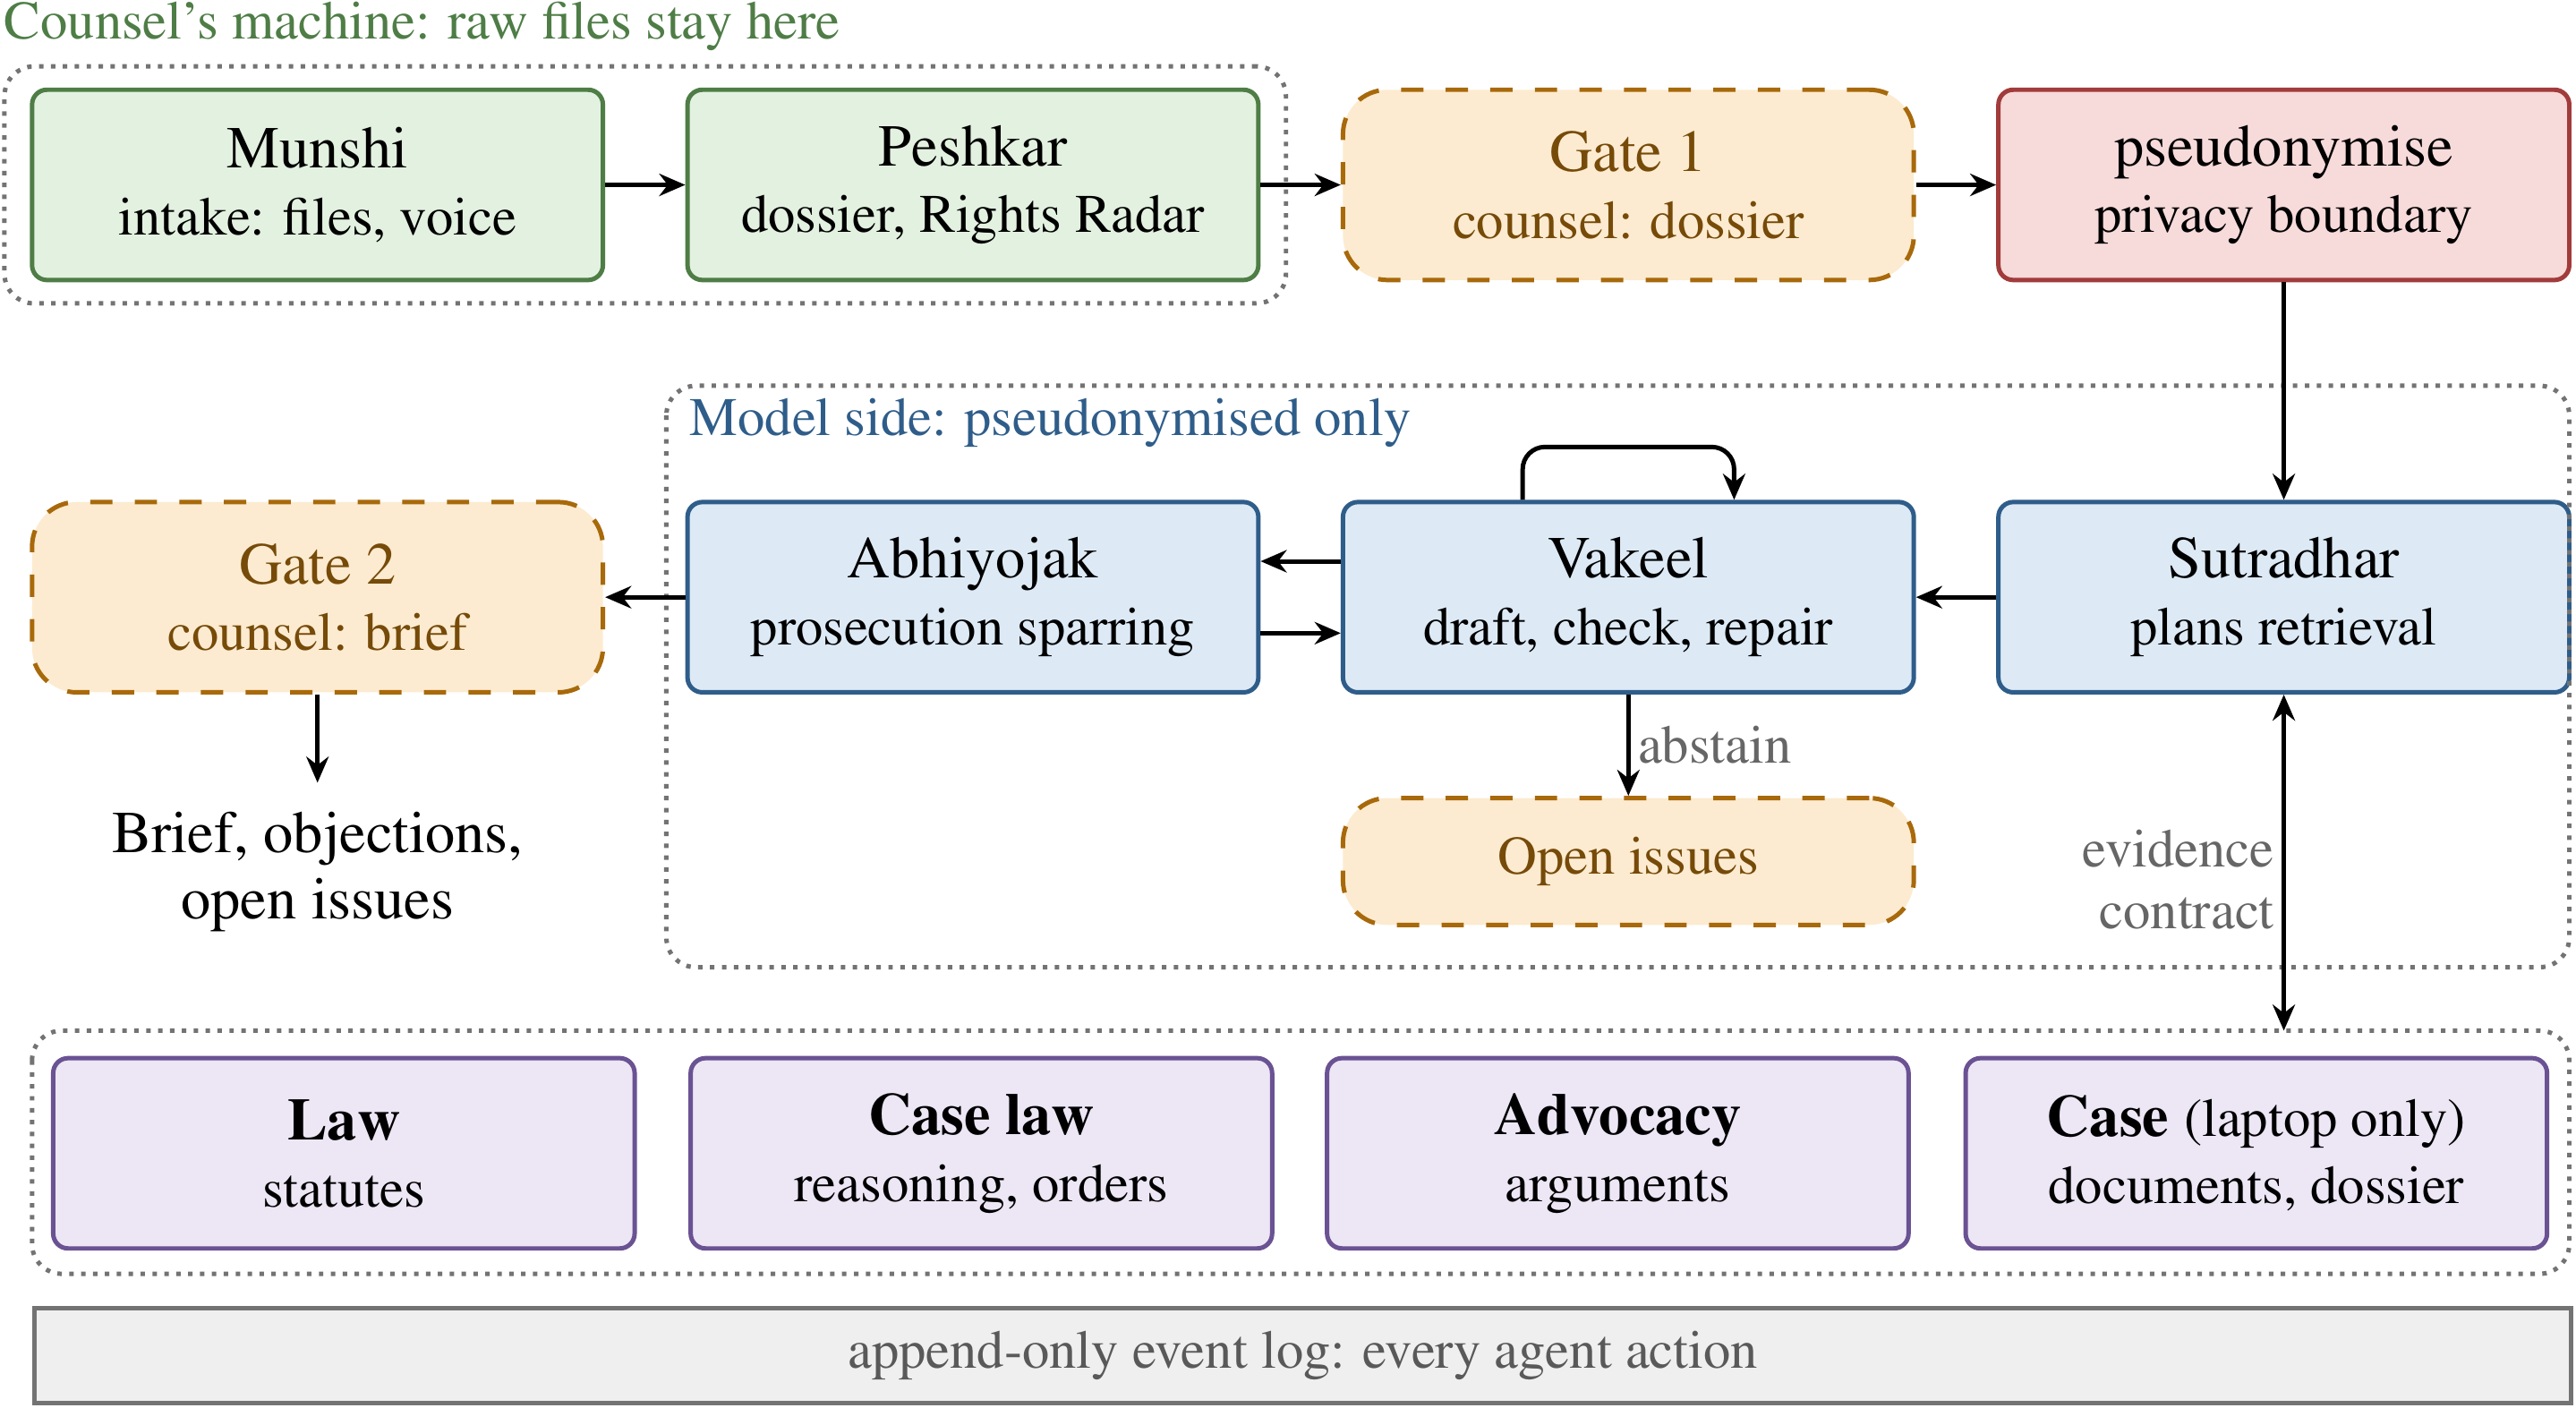 Counsel’s machine: raw files stay here
Munshi
intake: files, voice
Peshkar
dossier, Rights Radar
Gate 1
counsel: dossier
pseudonymise
privacy boundary
Model side: pseudonymised only
Gate 2
counsel: brief
Abhiyojak
prosecution sparring
Vakeel
draft, check, repair
Sutradhar
plans retrieval
abstain
Open issues
evidence
contract
Brief, objections,
open issues
Law
statutes
Case law
reasoning, orders
Advocacy
arguments
Case (laptop only)
documents, dossier
append-only event log: every agent action